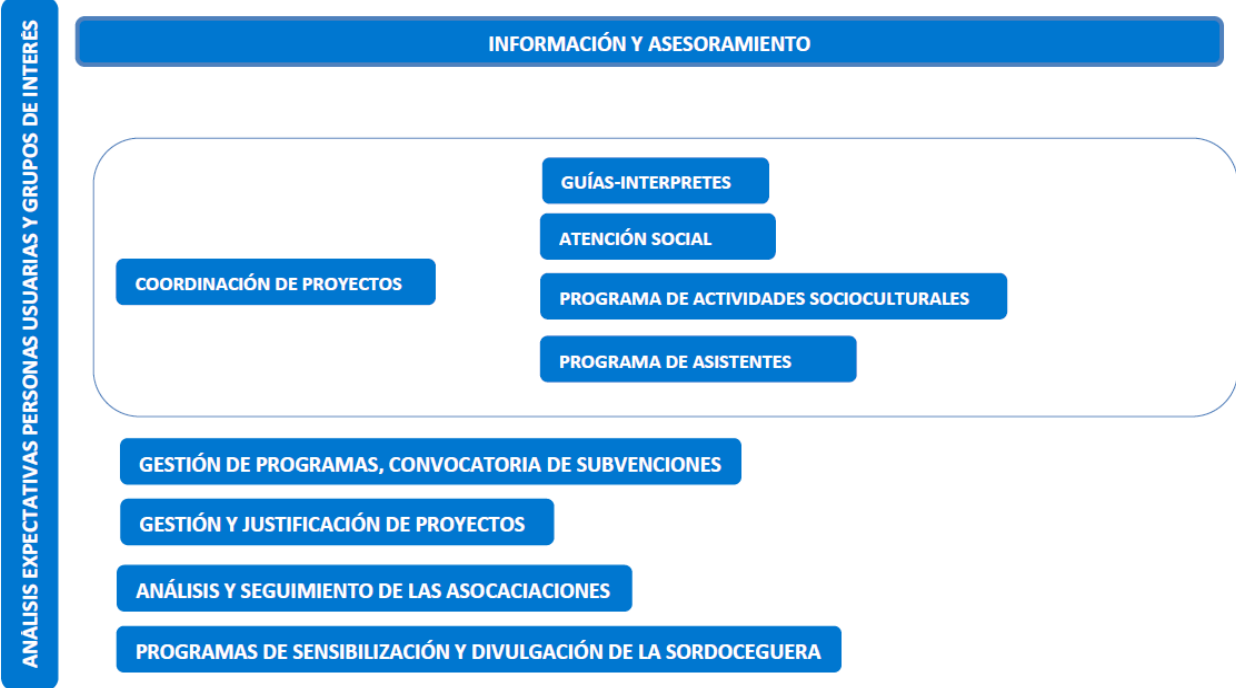 ANÁLISIS EXPECTATIVAS PERSONAS USUARIAS Y GRUPOS DE INTERÉS
INFORMACIÓN Y ASESORAMIENTO
COORDINACIÓN DE PROYECTOS
GUÍAS-INTERPRETES
ATENCIÓN SOCIAL
PROGRAMA DE ACTIVIDADES SOCIOCULTURALES
PROGRAMA DE ASISTENTES
GESTIÓN DE PROGRAMAS, CONVOCATORIA DE SUBVENCIONES
GESTIÓN Y JUSTIFICACIÓN DE PROYECTOS
ANÁLISIS Y SEGUIMIENTO DE LAS ASOCACIACIONES
PROGRAMAS DE SENSIBILIZACIÓN Y DIVULGACIÓN DE LA SORDOCEGUERA